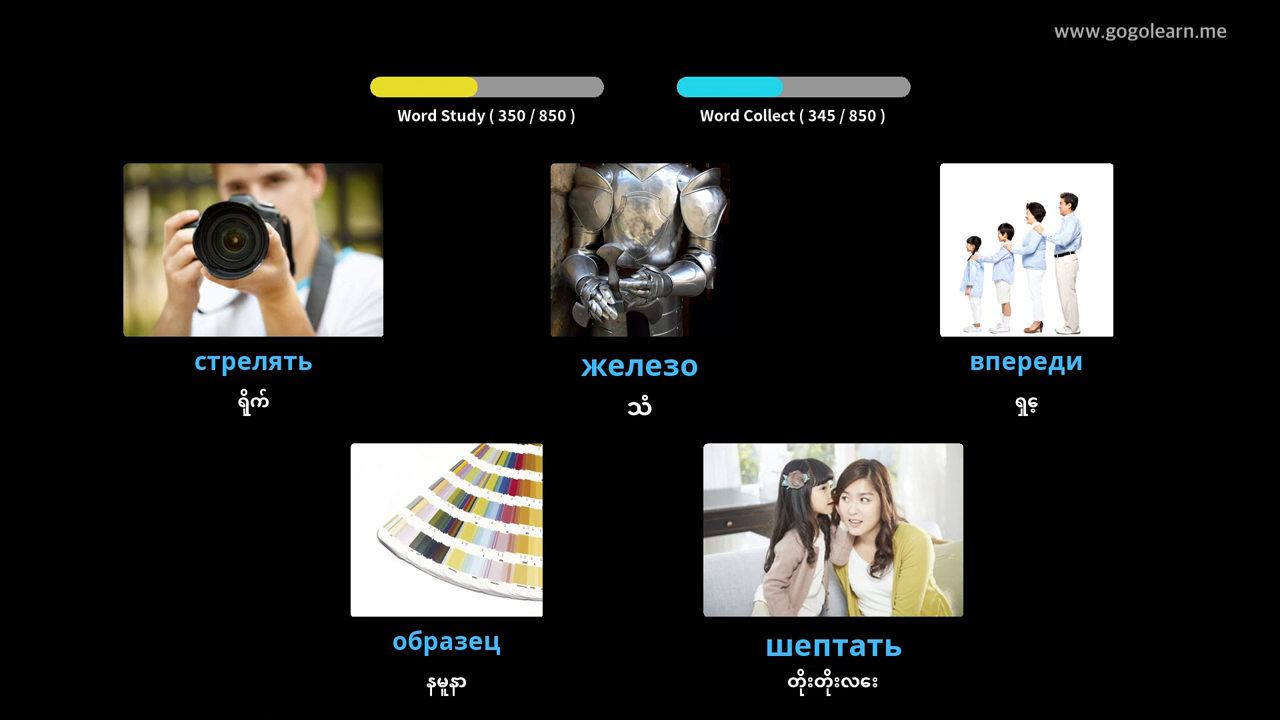 www.gogolearn.me
Word Study ( 350 / 850 )
Word Collect ( 345 / 850 )
стрелять
ရိုက်
железо
သံ
впереди
ရှေ့
образец
နမူနာ
шептать
တိုးတိုးလေး